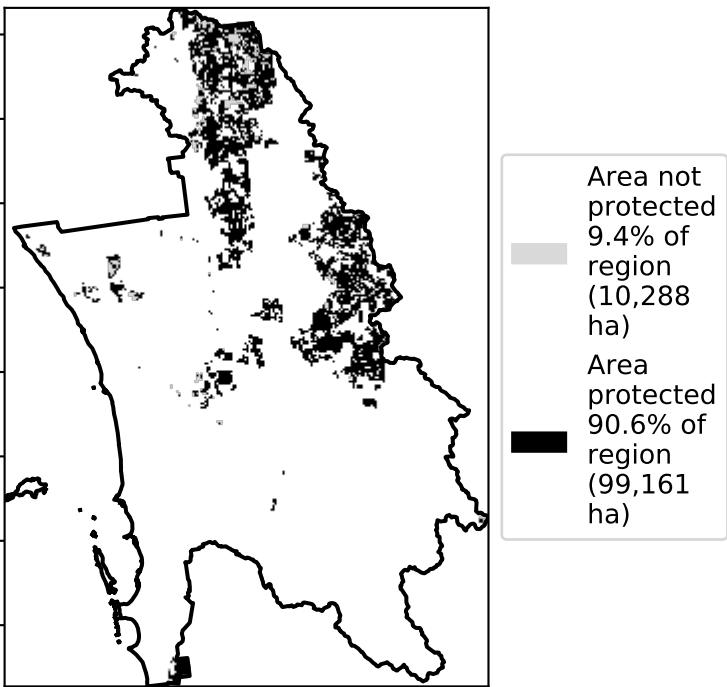 Area not
protected
9.4% of
region
(10,288
ha)
Area
protected
90.6% of
region
(99,161
ha)